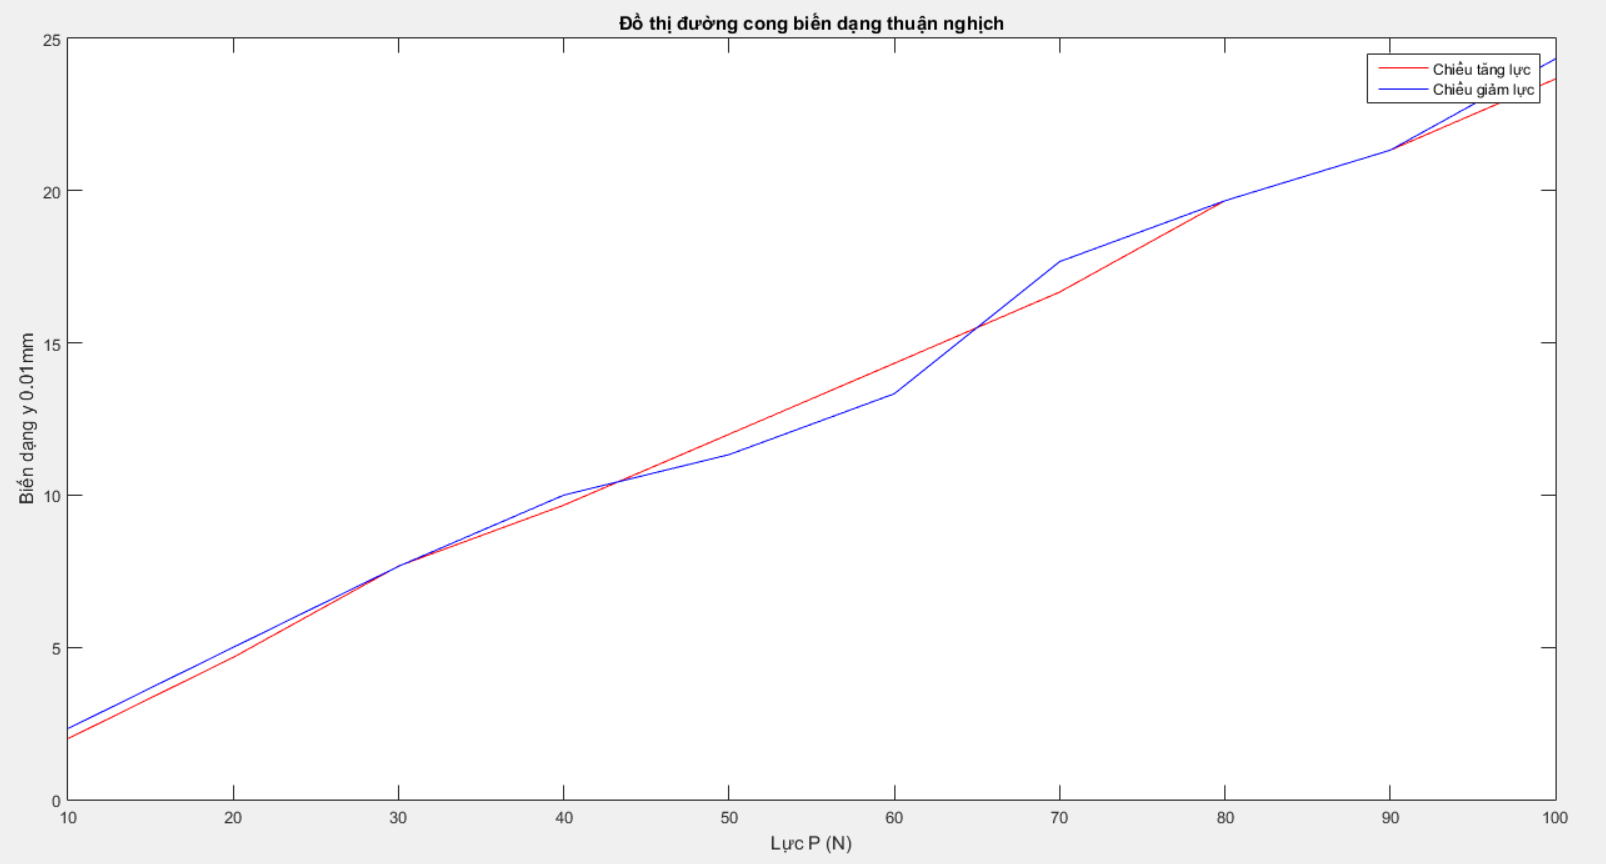 Đồ thị đường cong biến dạng thuận nghịch
Chiều tăng lực
Chiều giảm lực
Biến dạng y 0.01mm
25
20
15
10
5
0
10 20 30 40 50 60 70 80 90 100
Lực P (N)